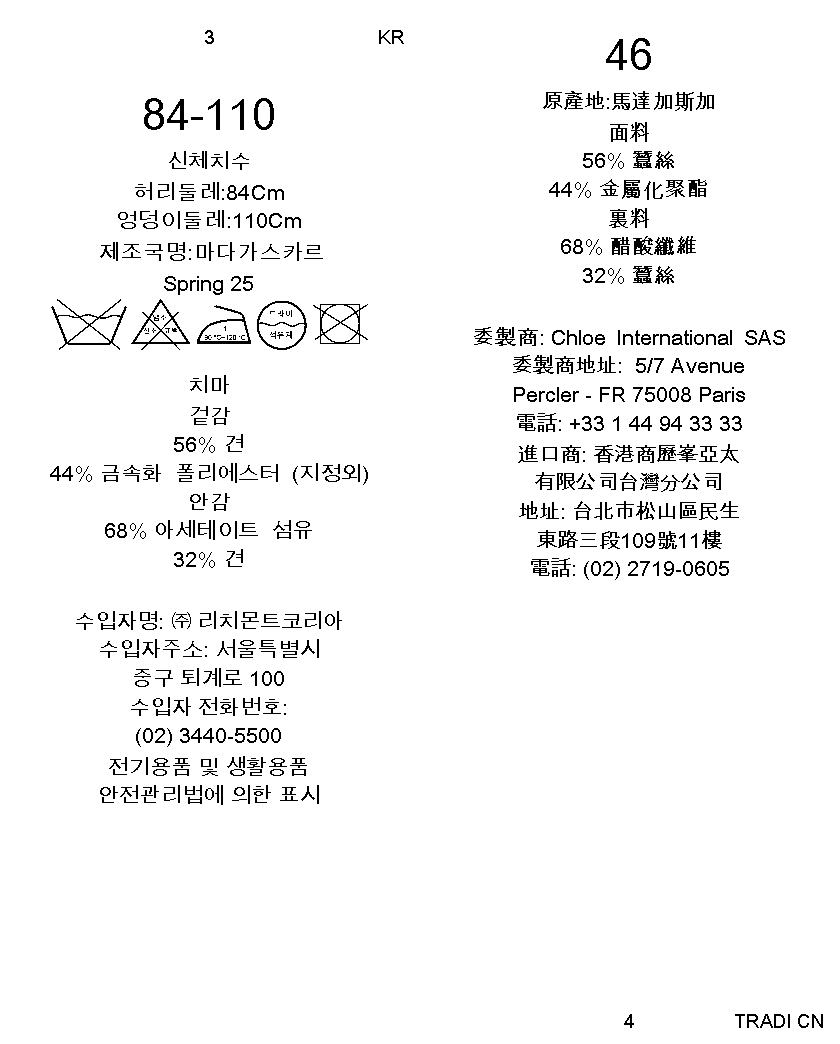 3
KR
84-110
신체치수
허리둘레:84Cm
엉덩이둘레:110Cm
제조국명:마다가스카르
Spring 25
염소
산소 표백
1
80 °C~120 °C
드라이
석유계
치마
겉감
56% 견
44% 금속화 폴리에스터 (지정외)
안감
68% 아세테이트 섬유
32% 견
수입자명: ㈜ 리치몬트코리아
수입자주소: 서울특별시
중구 퇴계로 100
수입자 전화번호:
(02) 3440-5500
전기용품 및 생활용품
안전관리법에 의한 표시
46
原產地:馬達加斯加
面料
56% 蠶絲
44% 金屬化聚酯
裏料
68% 醋酸纖維
32% 蠶絲
委製商: Chloe International SAS
委製商地址: 5/7 Avenue
Percler - FR 75008 Paris
電話: +33 1 44 94 33 33
進口商: 香港商歷峯亞太
有限公司台灣分公司
地址: 台北市松山區民生
東路三段109號11樓
電話: (02) 2719-0605
4
TRADI CN